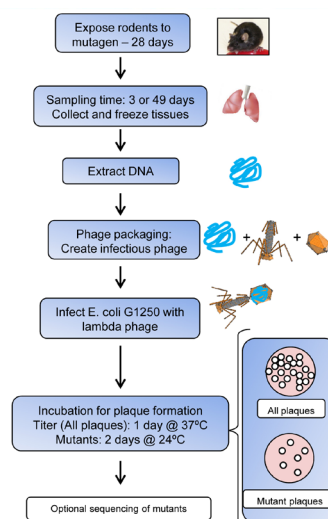 Expose rodents to
mutagen – 28 days
Sampling time: 3 or 49 days
Collect and freeze tissues
Extract DNA
Phage packaging:
Create infectious phage
+
+
Infect E. coli G1250 with
lambda phage
Incubation for plaque formation
Titer (All plaques): 1 day @ 37ºC
Mutants: 2 days @ 24ºC
All plaques
Mutant plaques
Optional sequencing of mutants